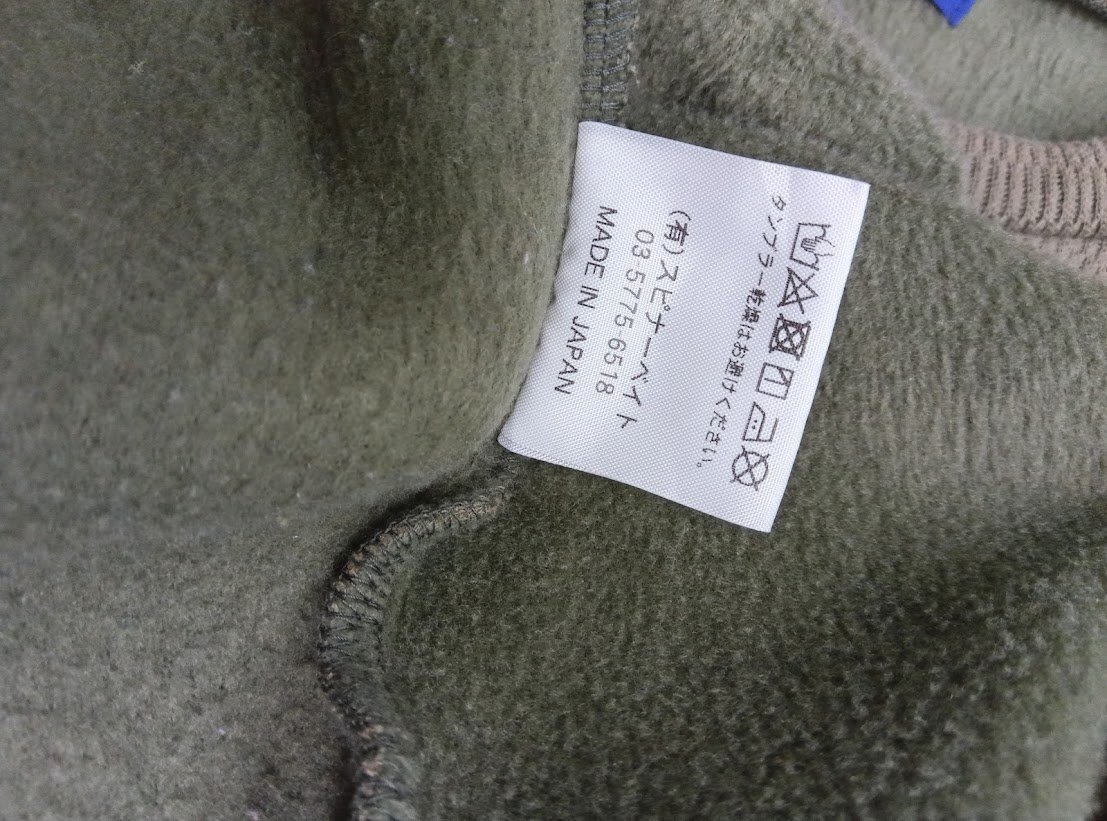 タンブラー乾燥はお避けください。
(有)スピナーベイト
03 5775 6518
MADE IN JAPAN